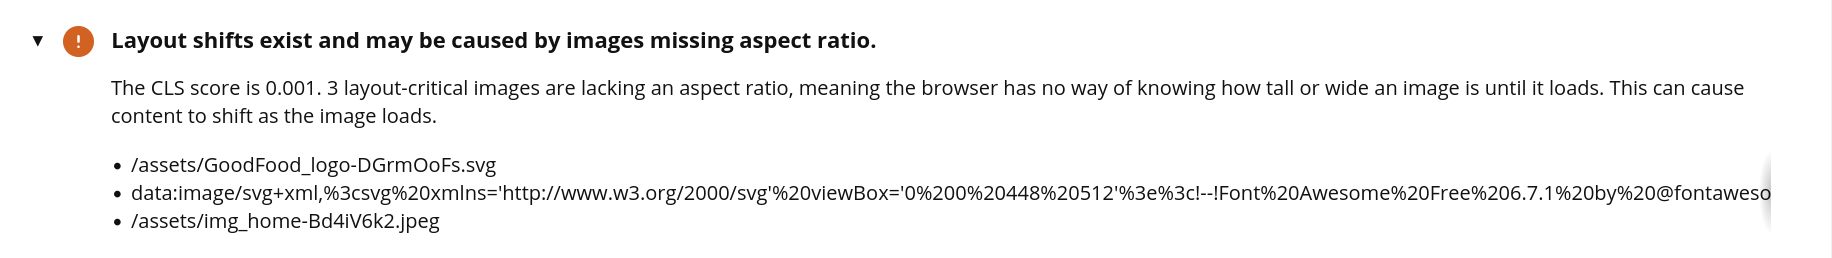 ▼ ! Layout shifts exist and may be caused by images missing aspect ratio.
The CLS score is 0.001. 3 layout-critical images are lacking an aspect ratio, meaning the browser has no way of knowing how tall or wide an image is until it loads. This can cause
content to shift as the image loads.
• /assets/GoodFood_logo-DGrmOoFs.svg
• data:image/svg+xml,%3csvg%20xmlns='http://www.w3.org/2000/svg'%20viewBox='0%200%20448%20512'%3e%3c!--!Font%20Awesome%20Free%206.7.1%20by%20@fontaweso
• /assets/img_home-Bd4iV6k2.jpeg